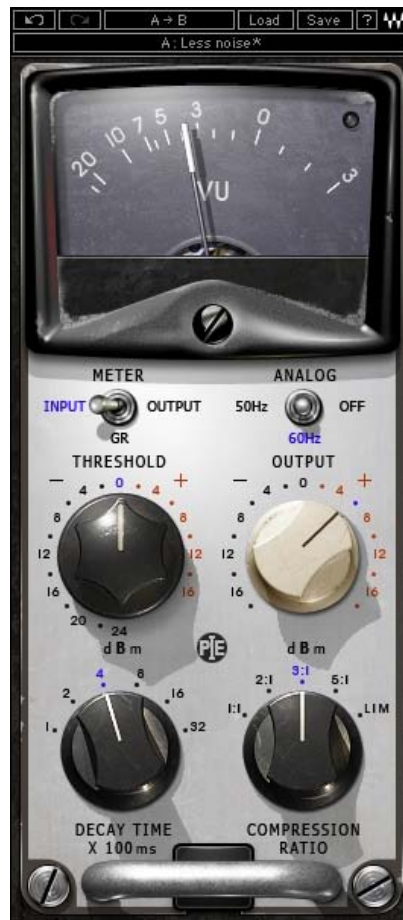 A→B Load Save ?
A: Less noise*
20 10 7 5 3 0 3
VU
METER ANALOG
INPUT OUTPUT 50Hz OFF
GR 60Hz
THRESHOLD OUTPUT
− + − +
4 0 4 4 0 4
8 8 8 8
12 12 12 12
16 16 16 16
20 24
dBm PIE dBm
4 8 3:1
2 16 2:1 5:1
1 32 1:1 LIM
DECAY TIME COMPRESSION
X 100 ms RATIO